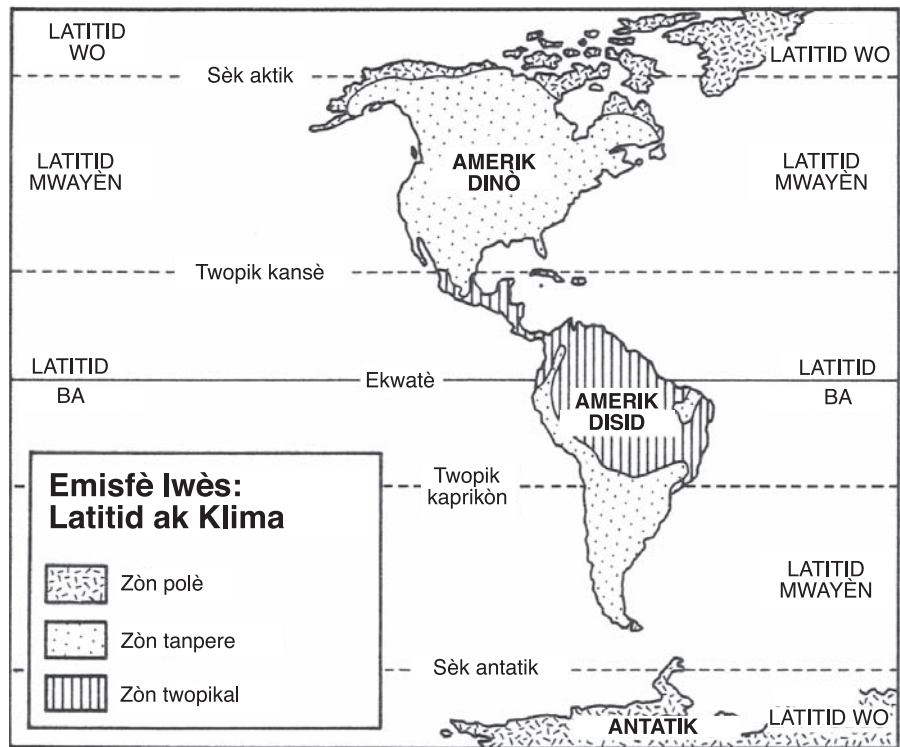 LATITID
WO
LATITID WO
Sèk aktik
LATITID
MWAYÈN
AMERIK
DINÒ
LATITID
MWAYÈN
Twopik kansè
LATITID
BA
Ekwatè
LATITID
BA
AMERIK
DISID
Twopik
kaprikòn
Emisfè lwès:
Latitid ak Klima
Zòn polè
Zòn tanpere
Zòn twopikal
LATITID
MWAYÈN
Sèk antatik
ANTATIK
LATITID WO